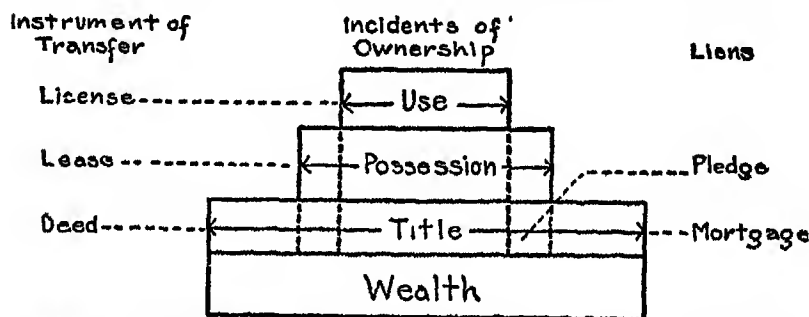 Instrument of
Transfer
Incidents of
Ownership
Liens
License
Use
Lease
Possession
Pledge
Deed
Title
Mortgage
Wealth